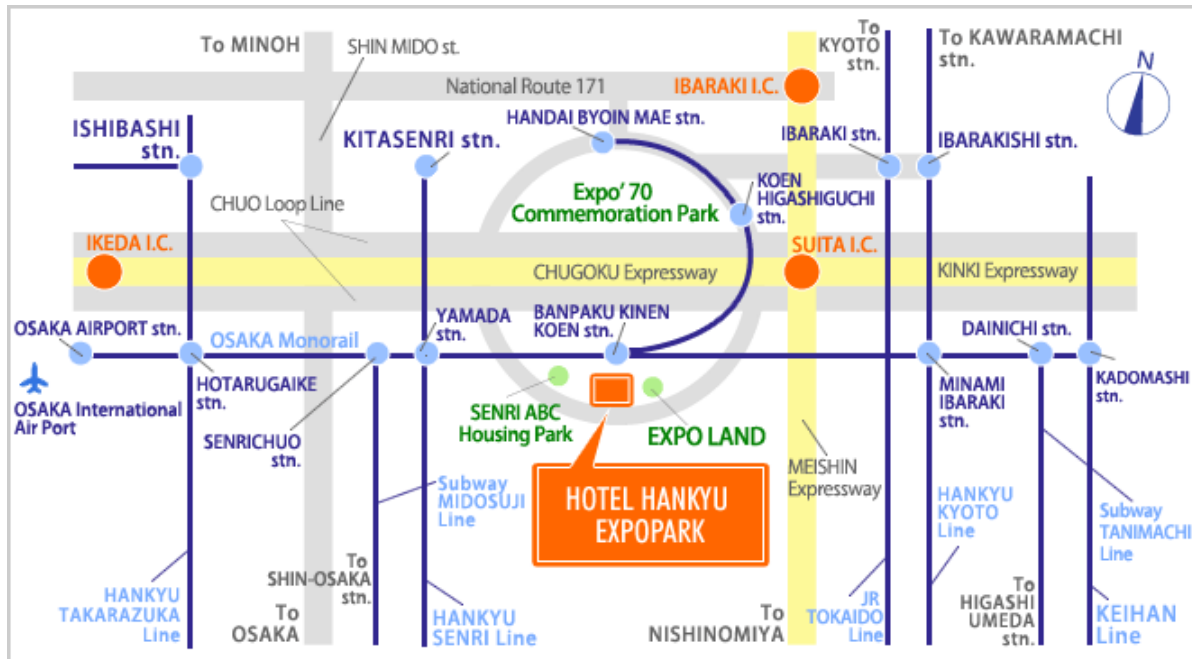 To MINOH
SHIN MIDO st.
To
KYOTO
stn.
To KAWARAMACHI
stn.
N
National Route 171
IBARAKI I.C.
ISHIBASHI
stn.
KITASENRI stn.
HANDAI BYOIN MAE stn.
IBARAKI stn.
IBARAKISHI stn.
CHUO Loop Line
Expo' 70
Commemoration Park
KOEN
HIGASHIGUCHI
stn.
IKEDA I.C.
SUITA I.C.
CHUGOKU Expressway
KINKI Expressway
OSAKA AIRPORT stn.
OSAKA Monorail
YAMADA
stn.
BANPAKU KINEN
KOEN stn.
DAINICHI stn.
OSAKA International
Air Port
HOTARUGAIKE
stn.
SENRICHUO
stn.
SENRI ABC
Housing Park
EXPO LAND
MINAMI
IBARAKI
stn.
KADOMASHI
stn.
HOTEL HANKYU
EXPOPARK
MEISHIN
Expressway
Subway
MIDOSUJI
Line
HANKYU
KYOTO
Line
Subway
TANIMACHI
Line
HANKYU
TAKARAZUKA
Line
To
SHIN-OSAKA
stn.
To
OSAKA
HANKYU
SENRI Line
To
NISHINOMIYA
JR
TOKAIDO
Line
To
HIGASHI
UMEDA
stn.
KEIHAN
Line